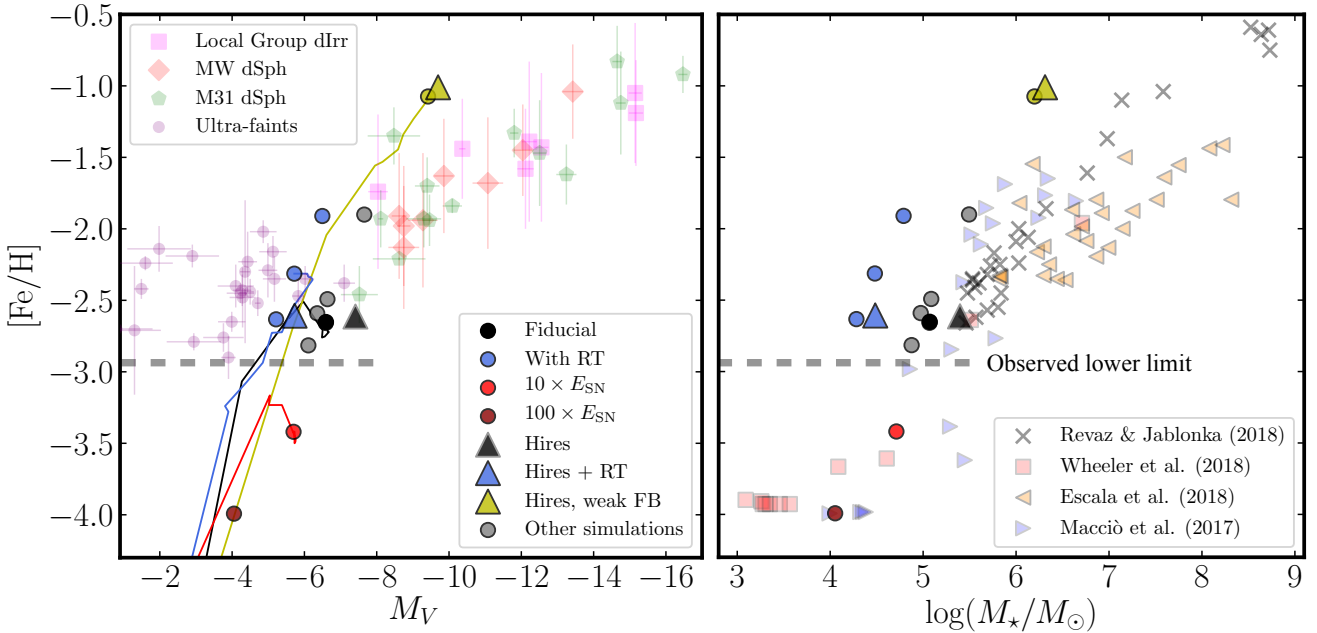 [Fe/H]
−0.5
−1.0
−1.5
−2.0
−2.5
−3.0
−3.5
−4.0
Local Group dIrr
MW dSph
M31 dSph
Ultra-faints
Fiducial
With RT
10 × E_SN
100 × E_SN
Hires
Hires + RT
Hires, weak FB
Other simulations
−2 −4 −6 −8 −10 −12 −14 −16
M_V
Observed lower limit
Revaz & Jablonka (2018)
Wheeler et al. (2018)
Escala et al. (2018)
Macciò et al. (2017)
3 4 5 6 7 8 9
log(M⋆/M⊙)